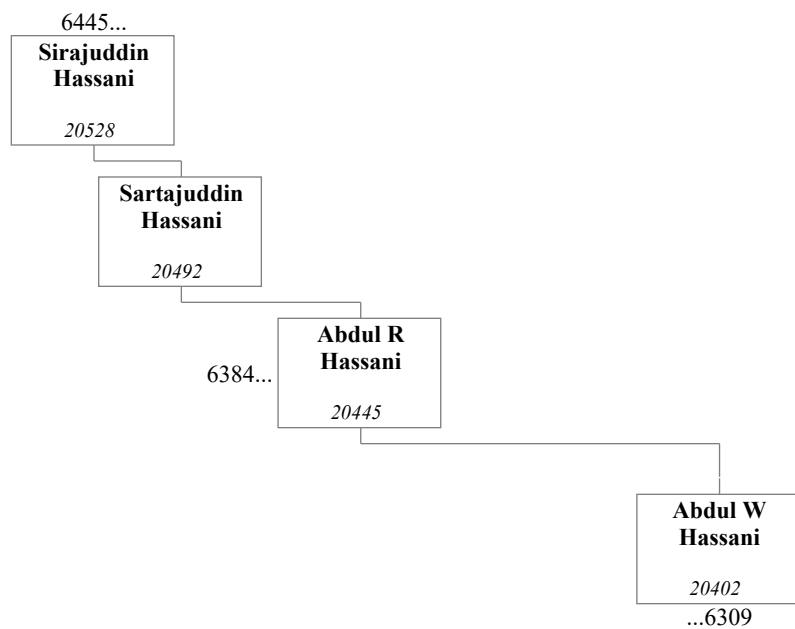 6445...
Sirajuddin
Hassani
20528
Sartajuddin
Hassani
20492
Abdul R
Hassani
6384...
20445
Abdul W
Hassani
20402
...6309